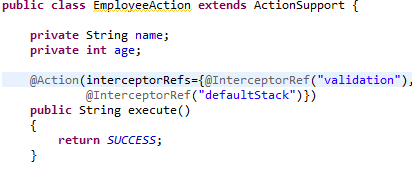 public class EmployeeAction extends ActionSupport {
private String name;
private int age;
@Action(interceptorRefs={@InterceptorRef("validation"),
@InterceptorRef("defaultStack")})
public String execute()
{
return SUCCESS;
}